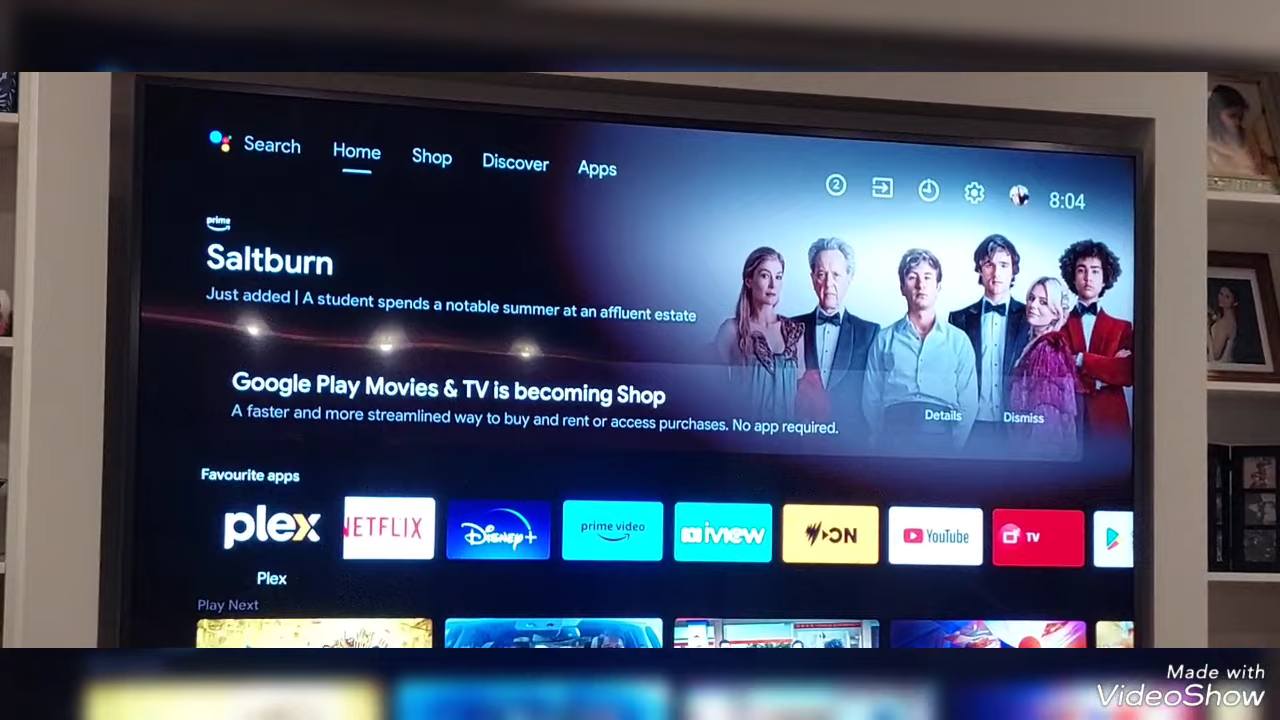 Search Home Shop Discover Apps
2 8:04
prime
Saltburn
Just added | A student spends a notable summer at an affluent estate
Google Play Movies & TV is becoming Shop
A faster and more streamlined way to buy and rent or access purchases. No app required.
Details Dismiss
Favourite apps
plex NETFLIX Disney+ prime video iview ON YouTube TV
Plex
Play Next
Made with
VideoShow